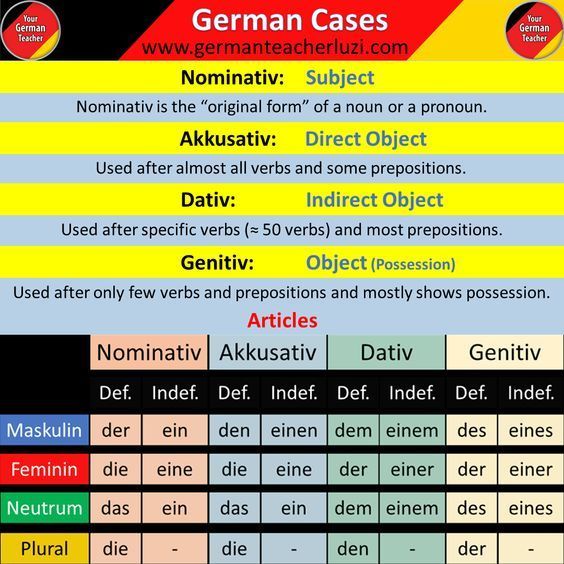 Your
German
Teacher
German Cases
www.germanteacherluzi.com
Your
German
Teacher
Nominativ: Subject
Nominativ is the “original form” of a noun or a pronoun.
Akkusativ: Direct Object
Used after almost all verbs and some prepositions.
Dativ: Indirect Object
Used after specific verbs (≈ 50 verbs) and most prepositions.
Genitiv: Object (Possession)
Used after only few verbs and prepositions and mostly shows possession.
Articles
Nominativ Akkusativ Dativ Genitiv
Def. Indef. Def. Indef. Def. Indef. Def. Indef.
Maskulin der ein den einen dem einem des eines
Feminin die eine die eine der einer der einer
Neutrum das ein das ein dem einem des eines
Plural die - die - den - der -